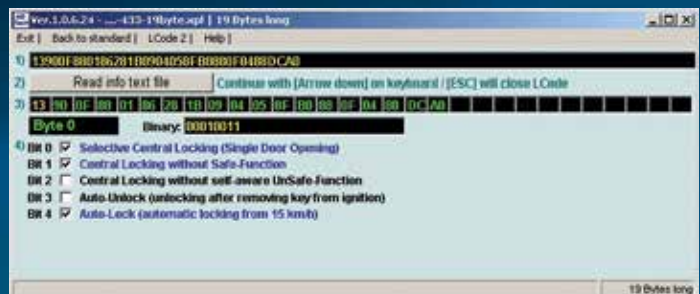 Ver.1.0.6.24 - ...-433-19byte.xpl | 19 Bytes long
Exit | Back to standard | LCode 2 | Help |
1) 13900F880186281B0904058FB0880F0488DCA0
2) Read info text file Continue with [Arrow down] on keyboard / [ESC] will close LCode
3) 13 90 0F 88 01 86 28 1B 09 04 05 8F B0 88 0F 04 88 DC A0
Byte 0 Binary: 00010011
4) Bit 0 Selective Central Locking (Single Door Opening)
Bit 1 Central Locking without Safe-Function
Bit 2 Central Locking without self-aware UnSafe-Function
Bit 3 Auto-Unlock (unlocking after removing key from ignition)
Bit 4 Auto-Lock (automatic locking from 15 km/h)
19 Bytes long